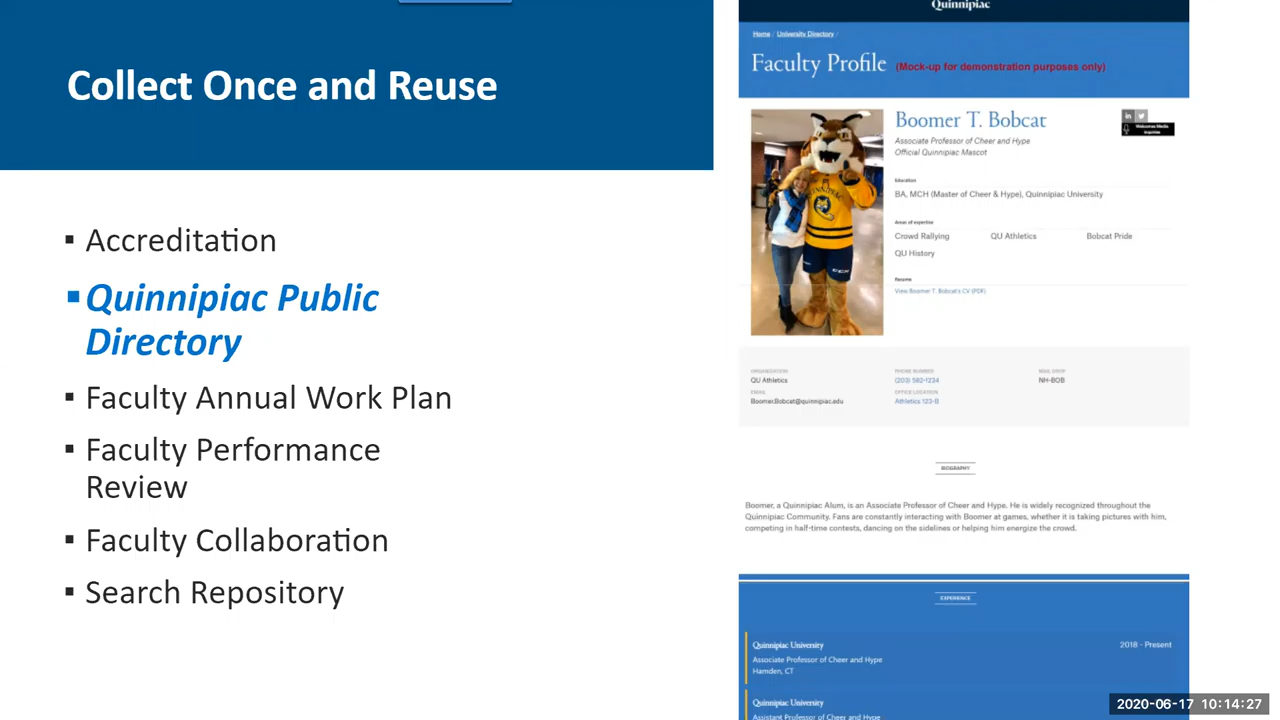 Collect Once and Reuse
▪ Accreditation
▪ Quinnipiac Public
Directory
▪ Faculty Annual Work Plan
▪ Faculty Performance
Review
▪ Faculty Collaboration
▪ Search Repository
Quinnipiac
Home / University Directory /
Faculty Profile (Mock-up for demonstration purposes only)
Boomer T. Bobcat
Associate Professor of Cheer and Hype
Official Quinnipiac Mascot
in
Welcomes Media
Inquiries
Education
BA, MCH (Master of Cheer & Hype), Quinnipiac University
Areas of expertise
Crowd Rallying QU Athletics Bobcat Pride
QU History
Resume
View Boomer T. Bobcat's CV (PDF)
QUINNIPIAC
Q
CCM
ORGANIZATION PHONE NUMBER MAIL DROP
QU Athletics (203) 582-1234 NH-BOB
EMAIL OFFICE LOCATION
Boomer.Bobcat@quinnipiac.edu Athletics 123-B
BIOGRAPHY
Boomer, a Quinnipiac Alum, is an Associate Professor of Cheer and Hype. He is widely recognized throughout the
Quinnipiac Community. Fans are constantly interacting with Boomer at games, whether it is taking pictures with him,
competing in half-time contests, dancing on the sidelines or helping him energize the crowd.
EXPERIENCE
Quinnipiac University 2018 - Present
Associate Professor of Cheer and Hype
Hamden, CT
Quinnipiac University
Assistant Professor of Cheer and Hype
2020-06-17 10:14:27